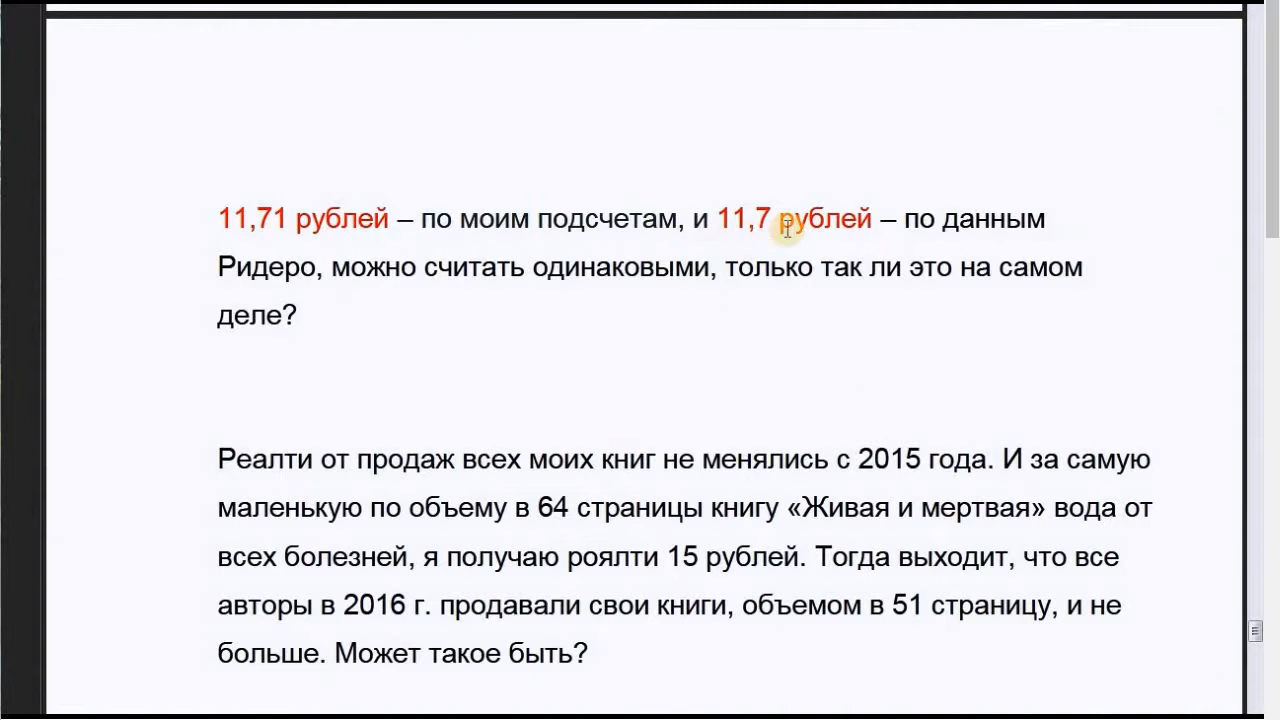 11,71 рублей – по моим подсчетам, и 11,7 рублей – по данным
Ридеро, можно считать одинаковыми, только так ли это на самом
деле?
Реалти от продаж всех моих книг не менялись с 2015 года. И за самую
маленькую по объему в 64 страницы книгу «Живая и мертвая» вода от
всех болезней, я получаю роялти 15 рублей. Тогда выходит, что все
авторы в 2016 г. продавали свои книги, объемом в 51 страницу, и не
больше. Может такое быть?